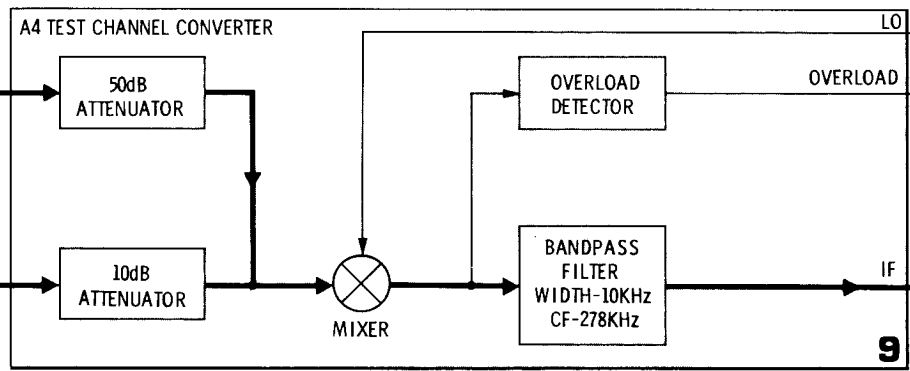 A4 TEST CHANNEL CONVERTER
LO
50dB
ATTENUATOR
OVERLOAD
DETECTOR
OVERLOAD
10dB
ATTENUATOR
MIXER
BANDPASS
FILTER
WIDTH-10KHz
CF-278KHz
IF
9